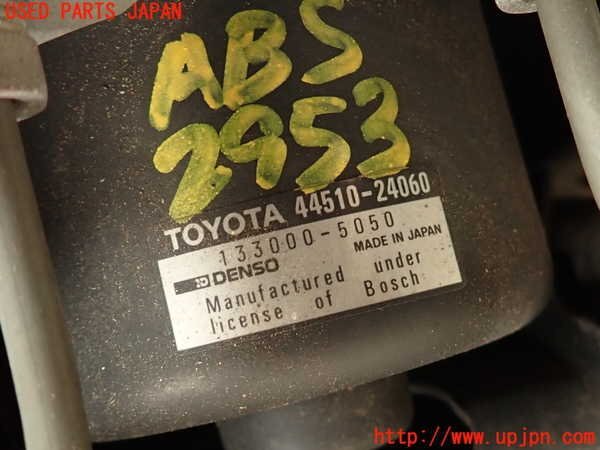 USED PARTS JAPAN
ABS
2953
TOYOTA 44510-24060
133000-5050
DENSO MADE IN JAPAN
Manufactured under
license of Bosch
http://www.upjpn.com